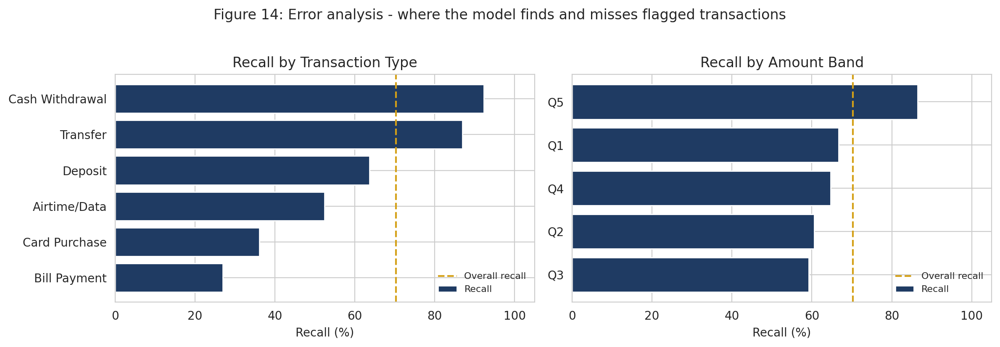 Figure 14: Error analysis - where the model finds and misses flagged transactions
Recall by Transaction Type
Cash Withdrawal
Transfer
Deposit
Airtime/Data
Card Purchase
Bill Payment
Overall recall
Recall
0 20 40 60 80 100
Recall (%)
Recall by Amount Band
Q5
Q1
Q4
Q2
Q3
Overall recall
Recall
0 20 40 60 80 100
Recall (%)